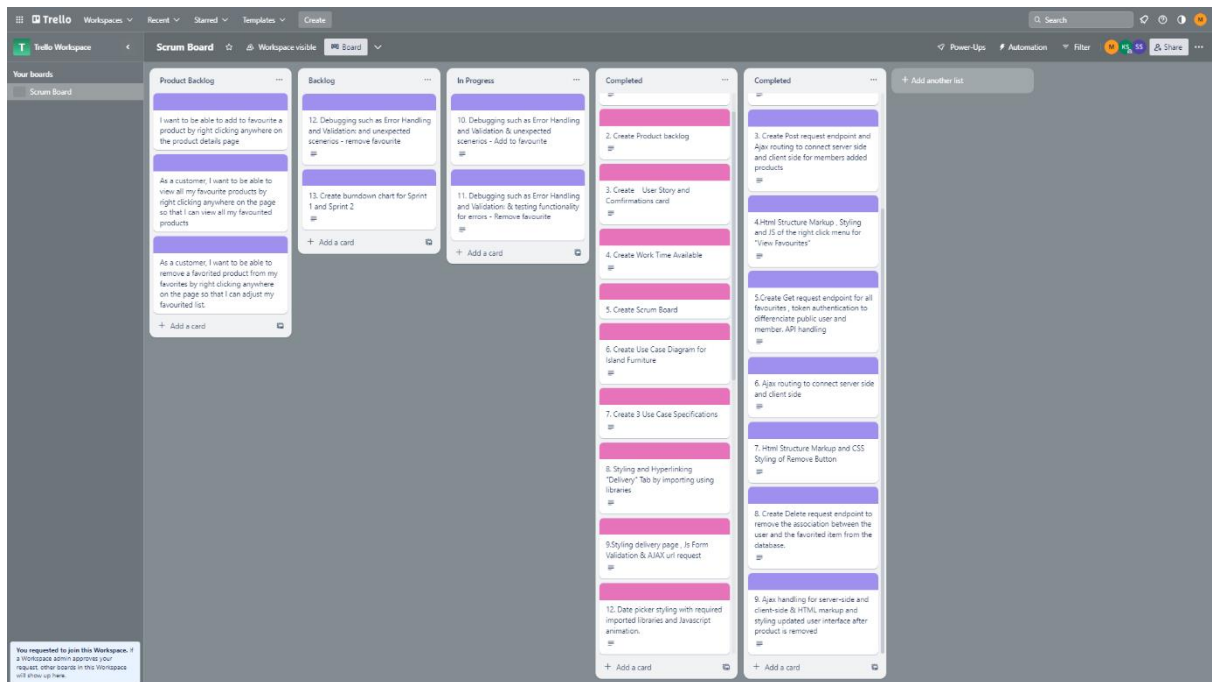 Trello
Workspaces
Recent
Starred
Templates
Create
Search
T
Trello Workspace
Scrum Board
Workspace visible
Board
Power-Ups
Automation
Filter
M
KS
SS
Share
M
Your boards
Scrum Board
You requested to join this Workspace. If
a Workspace admin approves your
request, other boards in this Workspace
will show up here.
Product Backlog
I want to be able to add to favourite a
product by right clicking anywhere on
the product details page
As a customer, I want to be able to
view all my favourite products by
right clicking anywhere on the page
so that I can view all my favourited
products
As a customer, I want to be able to
remove a favorited product from my
favorites by right clicking anywhere
on the page so that I can adjust my
favourited list.
+ Add a card
Backlog
12. Debugging such as Error Handling
and Validation: and unexpected
scenerios - remove favourite
13. Create burndown chart for Sprint
1 and Sprint 2
+ Add a card
In Progress
10. Debugging such as Error Handling
and Validation & unexpected
scenerios - Add to favourite
11. Debugging such as Error Handling
and Validation: & testing functionality
for errors - Remove favourite
+ Add a card
Completed
2. Create Product backlog
3. Create User Story and
Comfirmations card
4. Create Work Time Available
5. Create Scrum Board
6. Create Use Case Diagram for
Island Furniture
7. Create 3 Use Case Specifications
8. Styling and Hyperlinking
"Delivery" Tab by importing using
libraries
9.Styling delivery page , Js Form
Validation & AJAX url request
12. Date picker styling with required
imported libraries and Javascript
animation.
+ Add a card
Completed
3. Create Post request endpoint and
Ajax routing to connect server side
and client side for members added
products
4.Html Structure Markup , Styling
and JS of the right click menu for
"View Favourites"
5.Create Get request endpoint for all
favourites , token authentication to
differenciate public user and
member. API handling
6. Ajax routing to connect server side
and client side
7. Html Structure Markup and CSS
Styling of Remove Button
8. Create Delete request endpoint to
remove the association between the
user and the favorited item from the
database.
9. Ajax handling for server-side and
client-side & HTML markup and
styling updated user interface after
product is removed
+ Add a card
+ Add another list